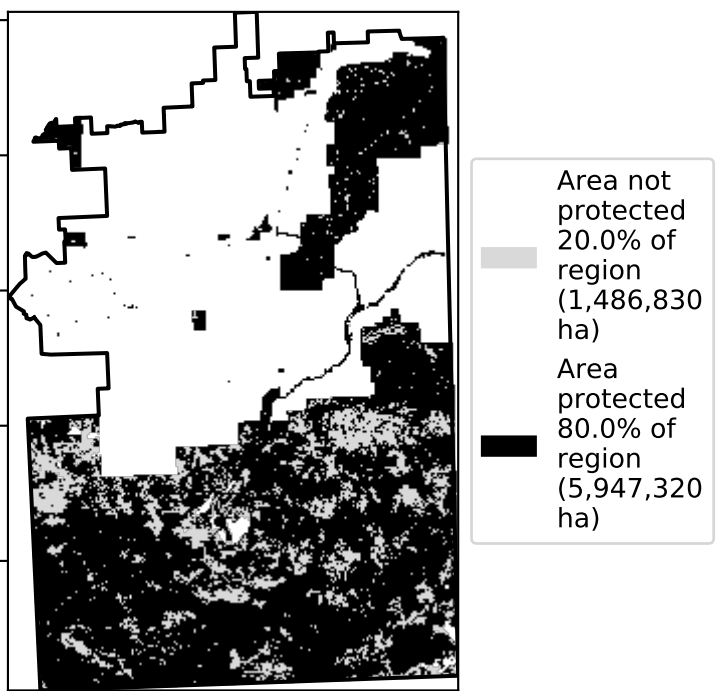 Area not
protected
20.0% of
region
(1,486,830
ha)
Area
protected
80.0% of
region
(5,947,320
ha)